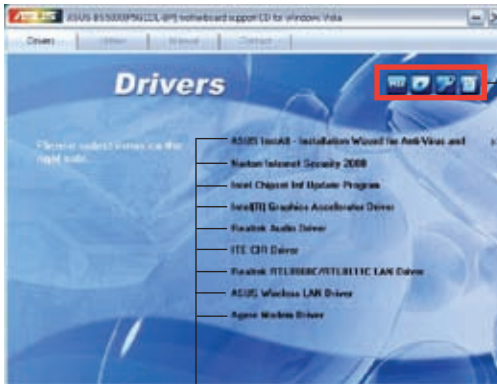 ASUS BS5000(P5GCDL-BP) motherboard support CD for Windows Vista
Drivers Utilities Manual Contact
Drivers
Please select items on the
right side.
ASUS InstAll - Installation Wizard for Anti-Virus and
Norton Internet Security 2008
Intel Chipset Inf Update Program
Intel(R) Graphics Accelerator Driver
Realtek Audio Driver
ITE CIR Driver
Realtek RTL8168C/RTL8111C LAN Driver
ASUS Wireless LAN Driver
Agere Modem Driver